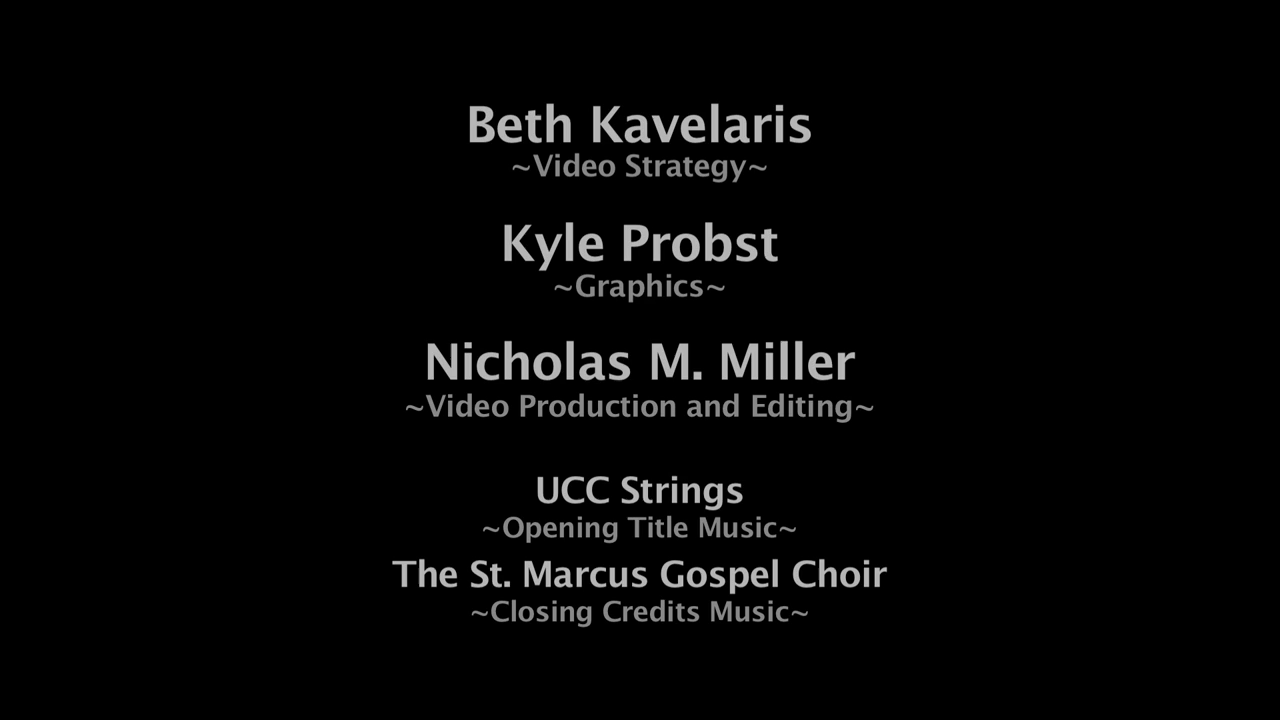 Beth Kavelaris
~Video Strategy~
Kyle Probst
~Graphics~
Nicholas M. Miller
~Video Production and Editing~
UCC Strings
~Opening Title Music~
The St. Marcus Gospel Choir
~Closing Credits Music~